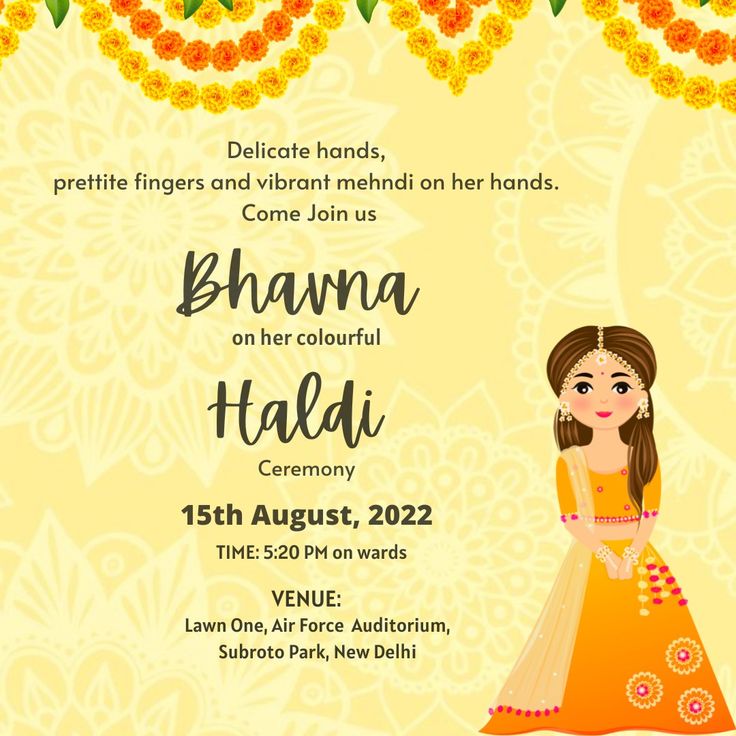 Delicate hands,
prettite fingers and vibrant mehndi on her hands.
Come Join us
Bhavna
on her colourful
Haldi
Ceremony
15th August, 2022
TIME: 5:20 PM on wards
VENUE:
Lawn One, Air Force Auditorium,
Subroto Park, New Delhi